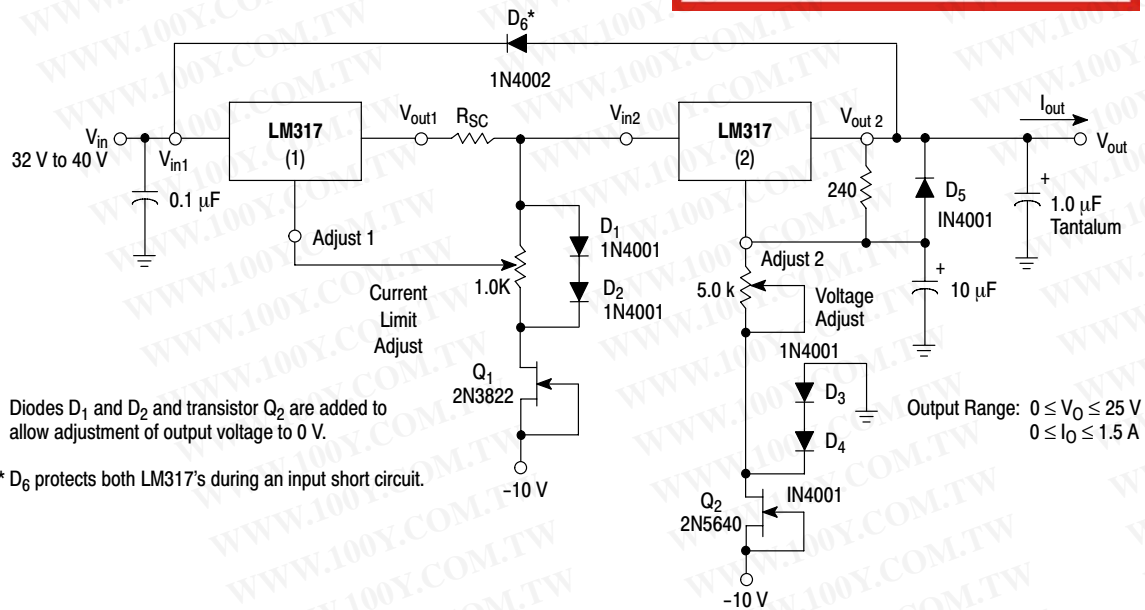 D6*
1N4002
Vin
32 V to 40 V
Vin1
0.1 μF
LM317
(1)
Adjust 1
Vout1
RSC
Vin2
LM317
(2)
Vout 2
Iout
Vout
240
D5
IN4001
+
1.0 μF
Tantalum
D1
1N4001
D2
1N4001
1.0K
Current
Limit
Adjust
Adjust 2
5.0 k
Voltage
Adjust
+
10 μF
Q1
2N3822
–10 V
1N4001
D3
D4
IN4001
Q2
2N5640
–10 V
Output Range: 0 ≤ VO ≤ 25 V
0 ≤ IO ≤ 1.5 A
Diodes D1 and D2 and transistor Q2 are added to
allow adjustment of output voltage to 0 V.
* D6 protects both LM317's during an input short circuit.
WWW.100Y.COM.TW